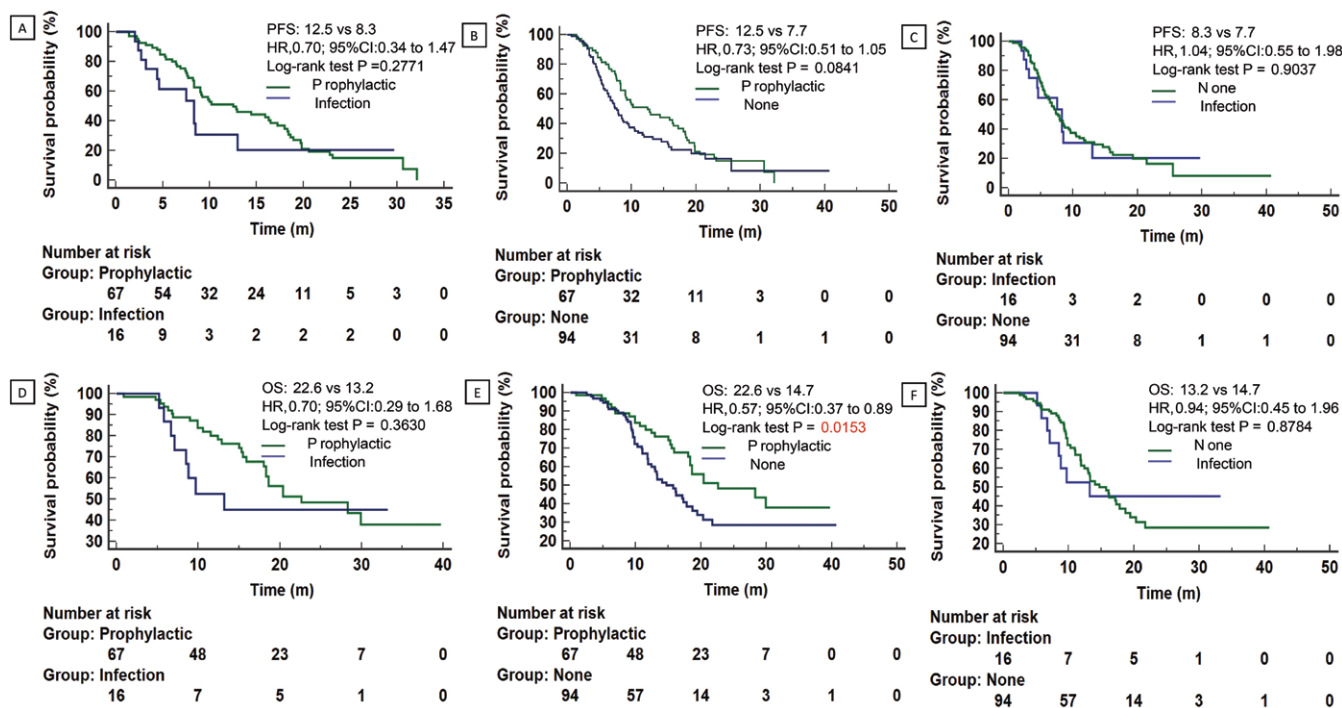 A
Survival probability (%)
PFS: 12.5 vs 8.3
HR, 0.70; 95%CI:0.34 to 1.47
Log-rank test P =0.2771
P rophylactic
Infection
100
80
60
40
20
0
0 5 10 15 20 25 30 35
Time (m)
Number at risk
Group: Prophylactic
67 54 32 24 11 5 3 0
Group: Infection
16 9 3 2 2 2 0 0
B
Survival probability (%)
PFS: 12.5 vs 7.7
HR, 0.73; 95%CI:0.51 to 1.05
Log-rank test P = 0.0841
P rophylactic
None
100
80
60
40
20
0
0 10 20 30 40 50
Time (m)
Number at risk
Group: Prophylactic
67 32 11 3 0 0
Group: None
94 31 8 1 1 0
C
Survival probability (%)
PFS: 8.3 vs 7.7
HR, 1.04; 95%CI:0.55 to 1.98
Log-rank test P = 0.9037
N one
Infection
100
80
60
40
20
0
0 10 20 30 40 50
Time (m)
Number at risk
Group: Infection
16 3 2 0 0 0
Group: None
94 31 8 1 1 0
D
Survival probability (%)
OS: 22.6 vs 13.2
HR, 0.70; 95%CI:0.29 to 1.68
Log-rank test P = 0.3630
P rophylactic
Infection
100
90
80
70
60
50
40
30
0 10 20 30 40
Time (m)
Number at risk
Group: Prophylactic
67 48 23 7 0
Group: Infection
16 7 5 1 0
E
Survival probability (%)
OS: 22.6 vs 14.7
HR, 0.57; 95%CI:0.37 to 0.89
Log-rank test P = 0.0153
P rophylactic
None
100
90
80
70
60
50
40
30
20
0 10 20 30 40 50
Time (m)
Number at risk
Group: Prophylactic
67 48 23 7 0 0
Group: None
94 57 14 3 1 0
F
Survival probability (%)
OS: 13.2 vs 14.7
HR, 0.94; 95%CI:0.45 to 1.96
Log-rank test P = 0.8784
N one
Infection
100
90
80
70
60
50
40
30
20
0 10 20 30 40 50
Time (m)
Number at risk
Group: Infection
16 7 5 1 0 0
Group: None
94 57 14 3 1 0